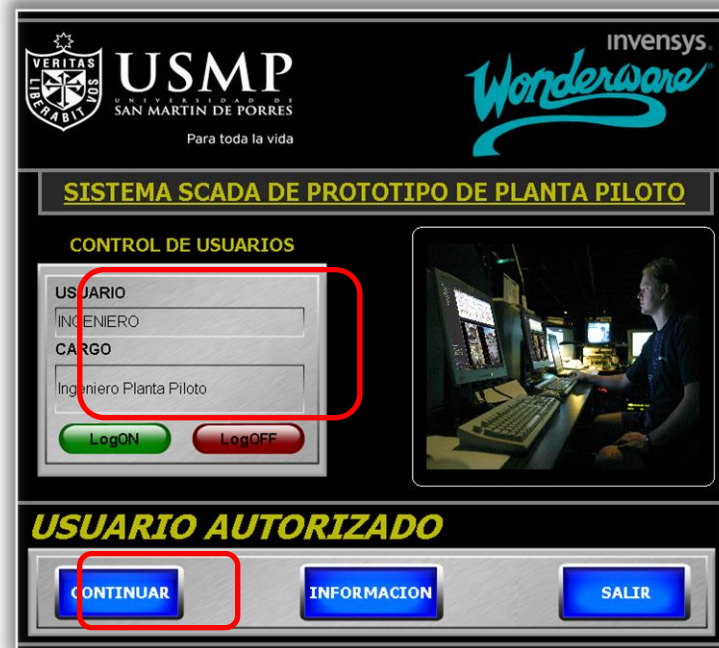 VERITAS
LIBERABIT
VOS
USMP
UNIVERSIDAD DE
SAN MARTIN DE PORRES
Para toda la vida
invensys.
Wonderware
SISTEMA SCADA DE PROTOTIPO DE PLANTA PILOTO
CONTROL DE USUARIOS
USUARIO
INGENIERO
CARGO
Ingeniero Planta Piloto
LogON
LogOFF
USUARIO AUTORIZADO
CONTINUAR
INFORMACION
SALIR